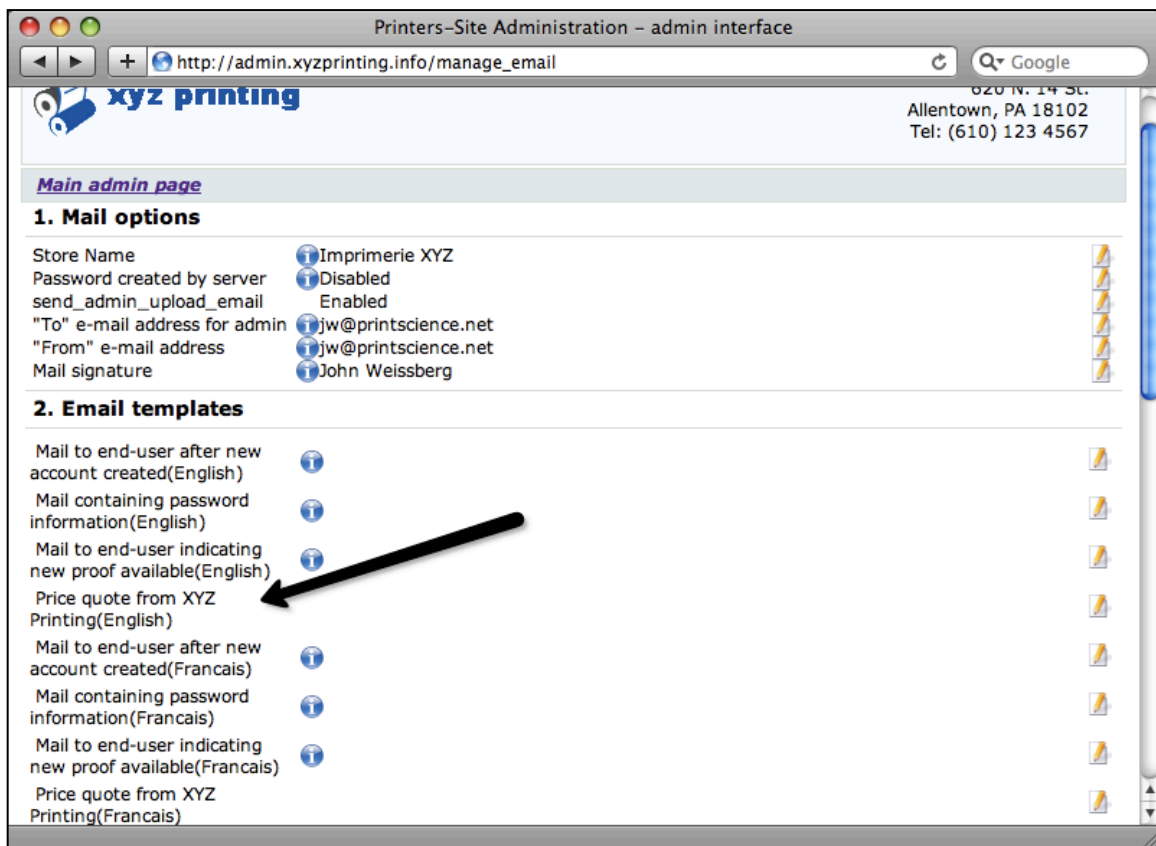 Printers-Site Administration – admin interface
http://admin.xyzprinting.info/manage_email
Google
xyz printing
620 N. 14 St.
Allentown, PA 18102
Tel: (610) 123 4567
Main admin page
1. Mail options
Store Name Imprimerie XYZ
Password created by server Disabled
send_admin_upload_email Enabled
"To" e-mail address for admin jw@printscience.net
"From" e-mail address jw@printscience.net
Mail signature John Weissberg
2. Email templates
Mail to end-user after new
account created(English)
Mail containing password
information(English)
Mail to end-user indicating
new proof available(English)
Price quote from XYZ
Printing(English)
Mail to end-user after new
account created(Francais)
Mail containing password
information(Francais)
Mail to end-user indicating
new proof available(Francais)
Price quote from XYZ
Printing(Francais)